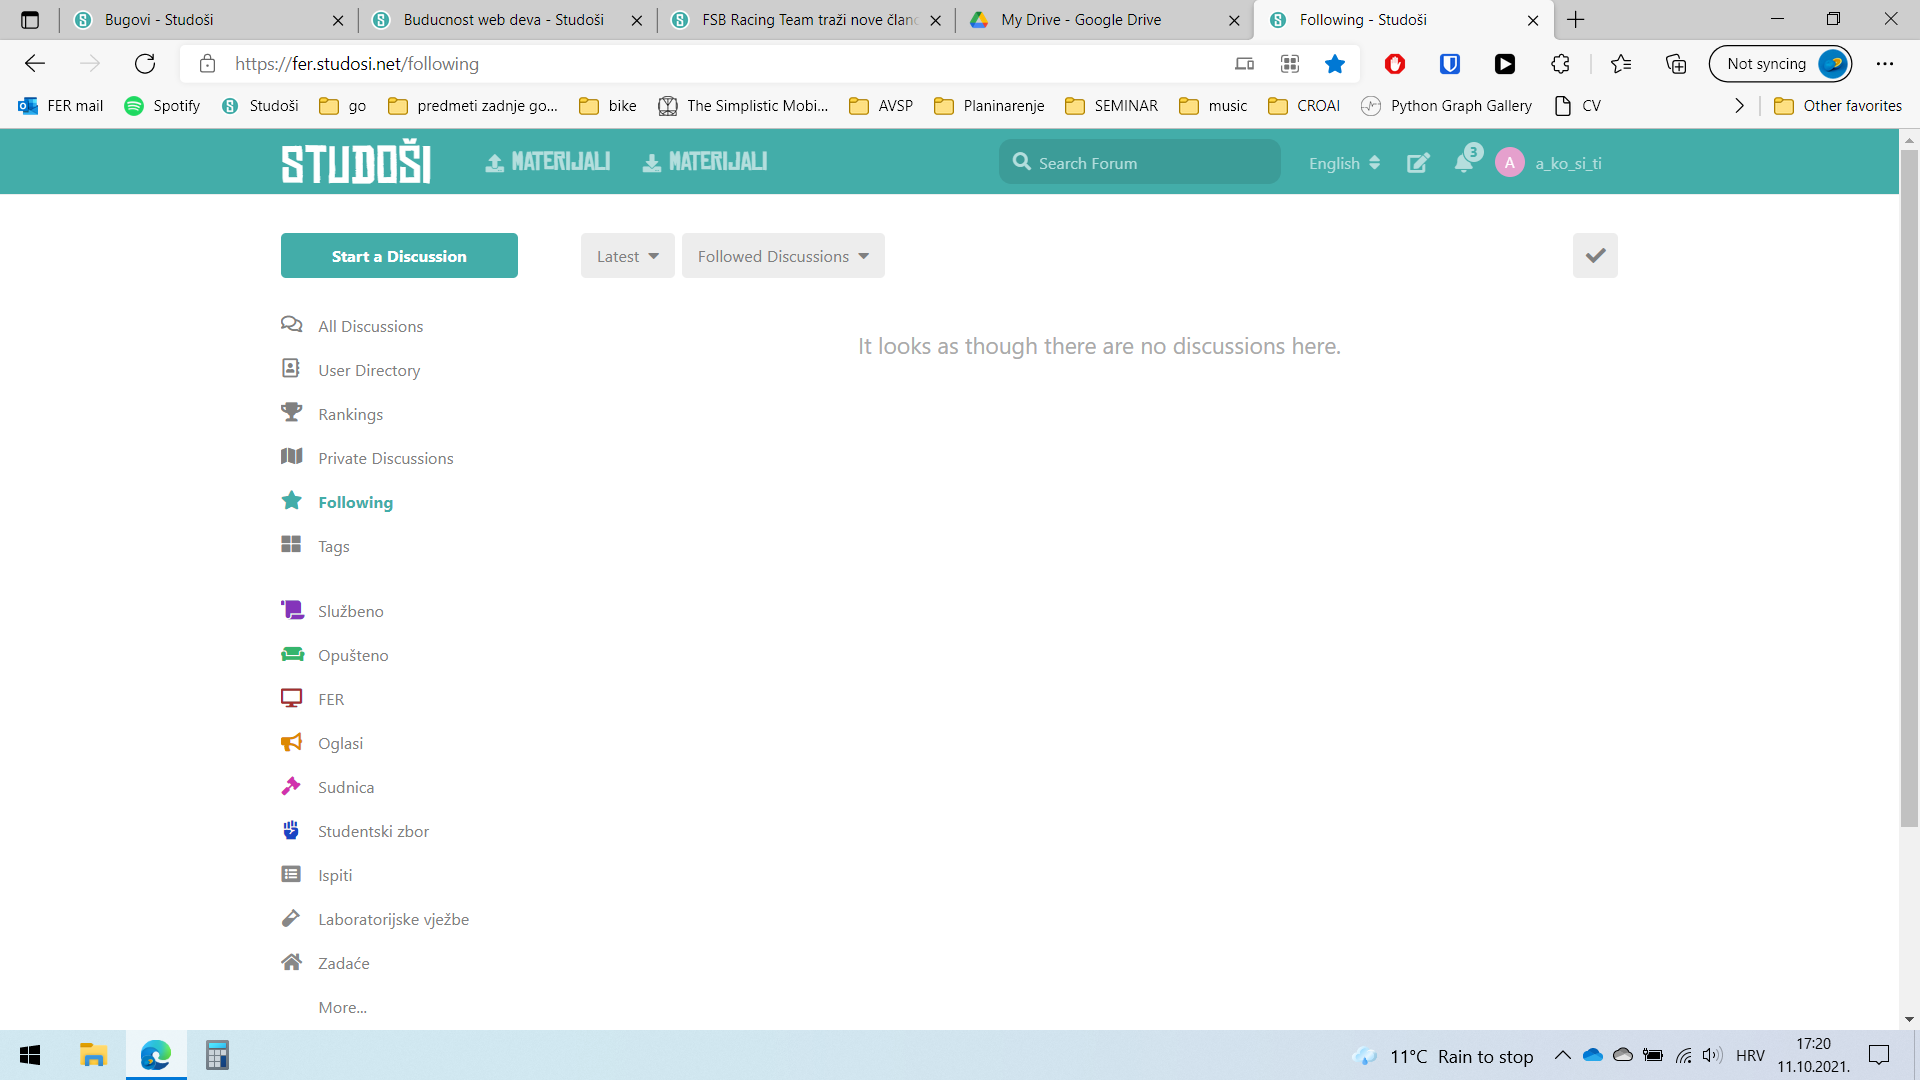 Bugovi - Studoši
Buducnost web deva - Studoši
FSB Racing Team traži nove član
My Drive - Google Drive
Following - Studoši
https://fer.studosi.net/following
Not syncing
FER mail
Spotify
Studoši
go
predmeti zadnje go...
bike
The Simplistic Mobi...
AVSP
Planinarenje
SEMINAR
music
CROAI
Python Graph Gallery
CV
Other favorites
STUDOŠI
MATERIJALI
MATERIJALI
Search Forum
English
3
A
a_ko_si_ti
Start a Discussion
Latest
Followed Discussions
All Discussions
It looks as though there are no discussions here.
User Directory
Rankings
Private Discussions
Following
Tags
Službeno
Opušteno
FER
Oglasi
Sudnica
Studentski zbor
Ispiti
Laboratorijske vježbe
Zadaće
More...
11°C Rain to stop
HRV
17:20
11.10.2021.